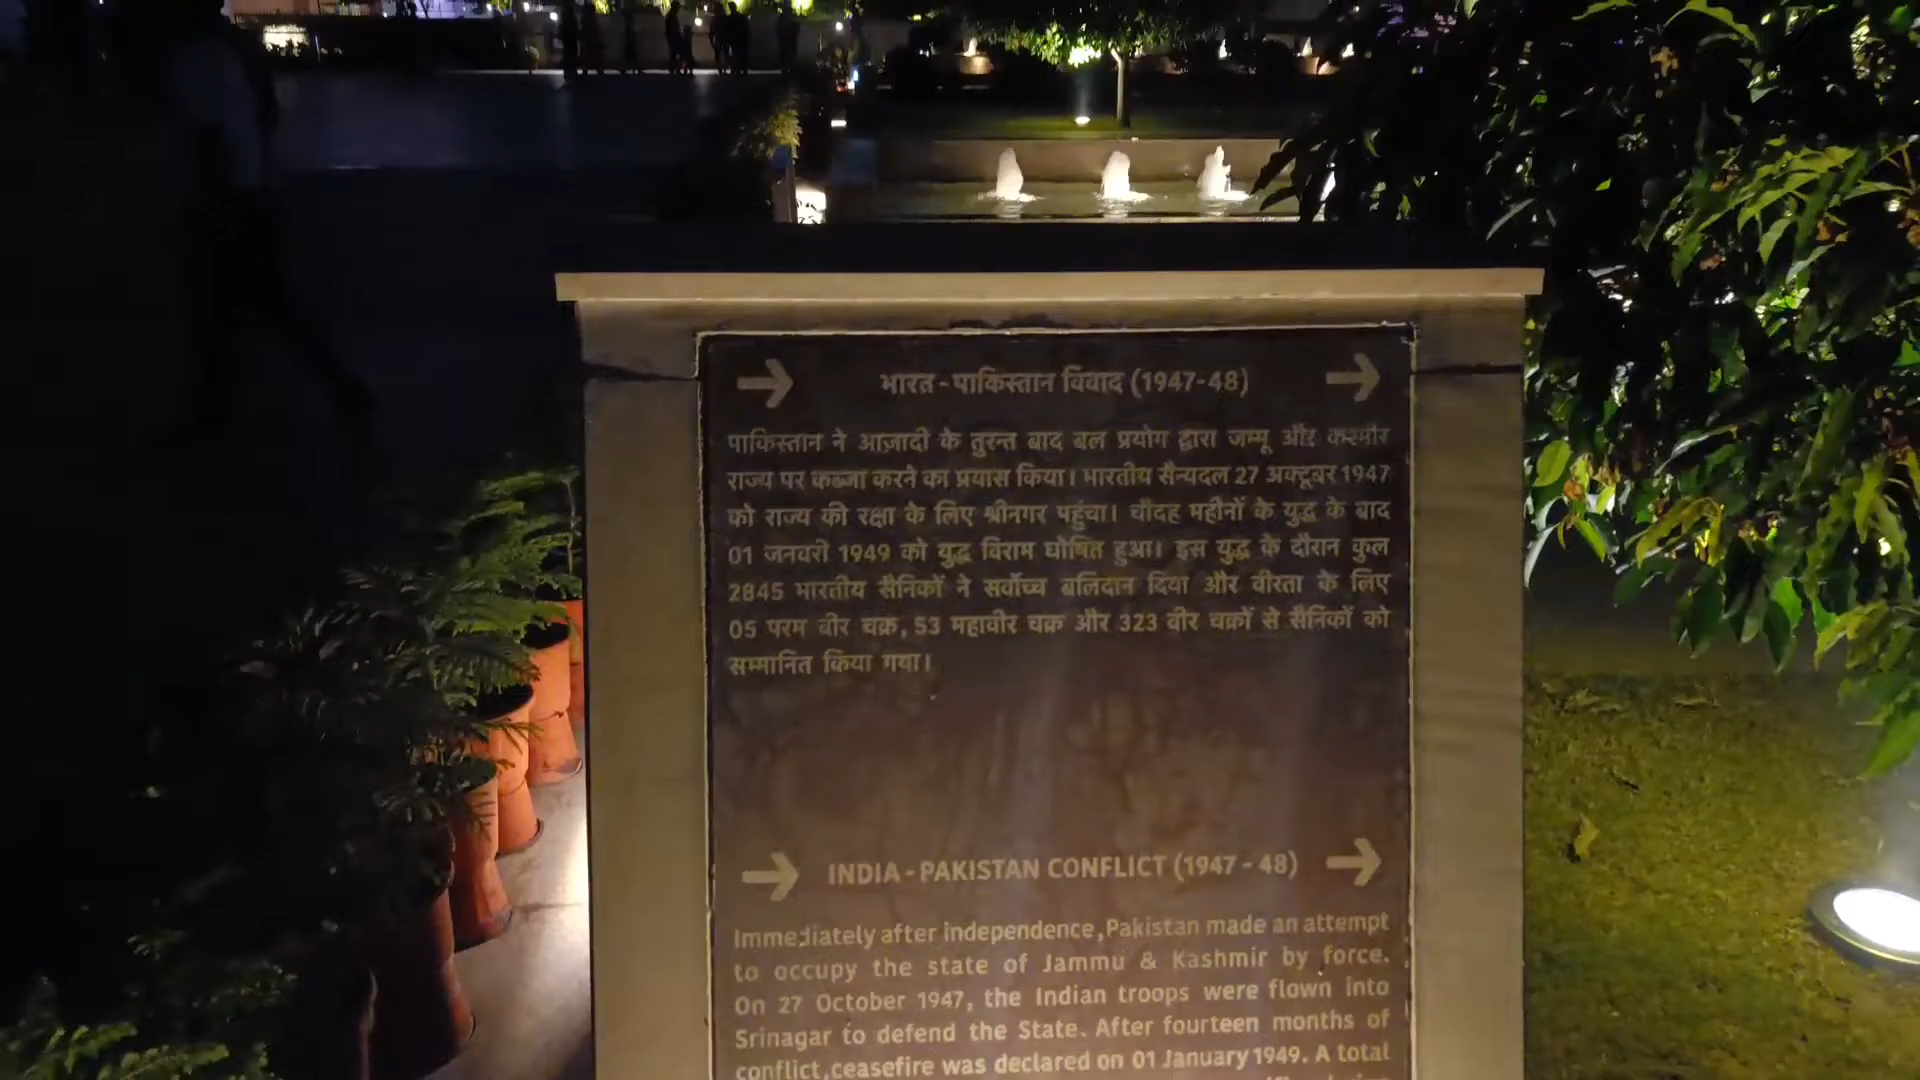 भारत-पाकिस्तान विवाद (1947-48)
पाकिस्तान ने आज़ादी के तुरन्त बाद बल प्रयोग द्वारा जम्मू और कश्मीर
राज्य पर कब्जा करने का प्रयास किया। भारतीय सैन्यदल 27 अक्टूबर 1947
को राज्य की रक्षा के लिए श्रीनगर पहुंचा। चौदह महीनों के युद्ध के बाद
01 जनवरी 1949 को युद्ध विराम घोषित हुआ। इस युद्ध के दौरान कुल
2845 भारतीय सैनिकों ने सर्वोच्च बलिदान दिया और वीरता के लिए
05 परम वीर चक्र, 53 महावीर चक्र और 323 वीर चक्रों से सैनिकों को
सम्मानित किया गया।
INDIA-PAKISTAN CONFLICT (1947 - 48)
Immediately after independence,Pakistan made an attempt
to occupy the state of Jammu & Kashmir by force.
On 27 October 1947, the Indian troops were flown into
Srinagar to defend the State. After fourteen months of
conflict,ceasefire was declared on 01 January 1949. A total